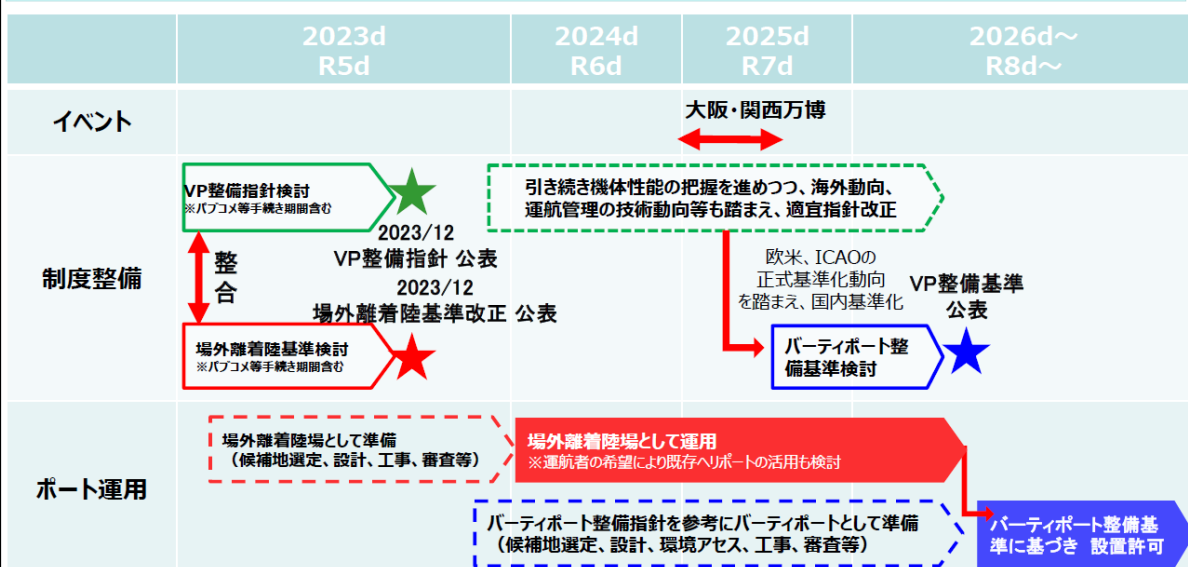 2023d
R5d
2024d
R6d
2025d
R7d
2026d～
R8d～
イベント
大阪・関西万博
制度整備
VP整備指針検討
※パブコメ等手続き期間含む
2023/12
VP整備指針 公表
引き続き機体性能の把握を進めつつ、海外動向、
運航管理の技術動向等も踏まえ、適宜指針改正
整
合
2023/12
場外離着陸基準改正 公表
場外離着陸基準検討
※パブコメ等手続き期間含む
欧米、ICAOの
正式基準化動向
を踏まえ、国内基準化
バーティポート整
備基準検討
VP整備基準
公表
ポート運用
場外離着陸場として準備
（候補地選定、設計、工事、審査等）
場外離着陸場として運用
※運航者の希望により既存ヘリポートの活用も検討
バーティポート整備指針を参考にバーティポートとして準備
（候補地選定、設計、環境アセス、工事、審査等）
バーティポート整備基
準に基づき 設置許可